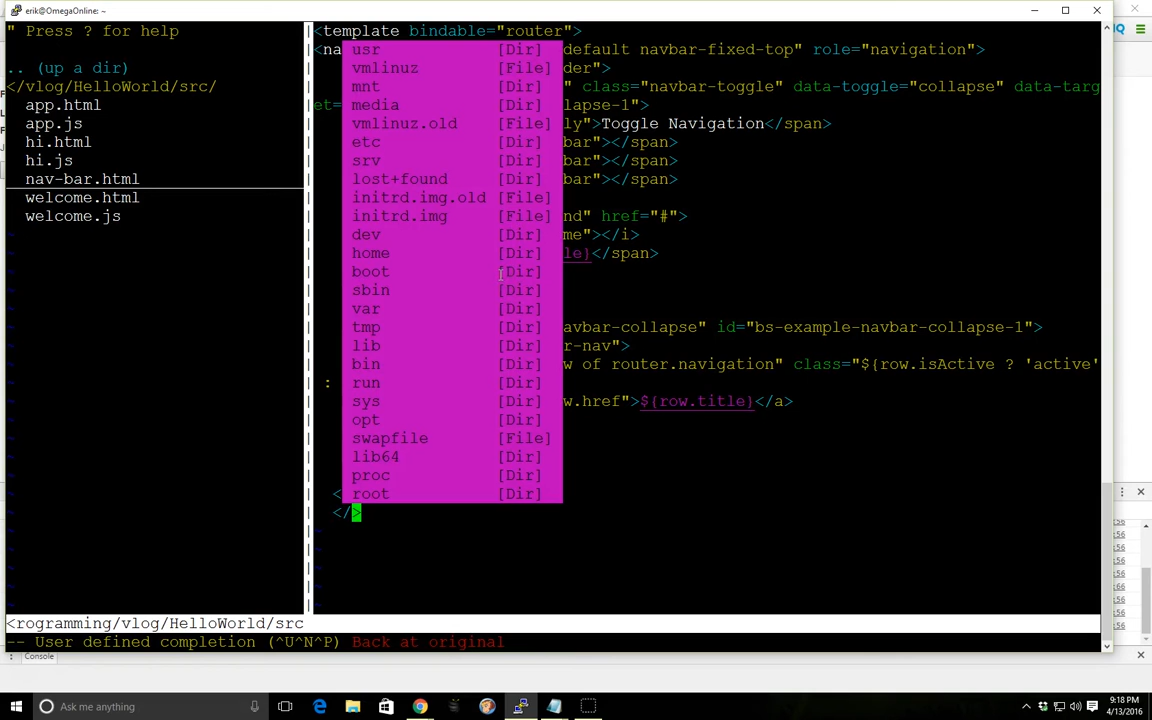 erik@OmegaOnline: ~
" Press ? for help
.. (up a dir)
</vlog/HelloWorld/src/
app.html
app.js
hi.html
hi.js
nav-bar.html
welcome.html
welcome.js
<template bindable="router">
<na default navbar-fixed-top" role="navigation">
usr [Dir]
vmlinuz [File] der">
mnt [Dir] " class="navbar-toggle" data-toggle="collapse" data-targ
et= media [Dir] ollapse-1">
vmlinuz.old [File] ly">Toggle Navigation</span>
etc [Dir] bar"></span>
srv [Dir] bar"></span>
lost+found [Dir] bar"></span>
initrd.img.old [File]
initrd.img [File] nd" href="#">
dev [Dir] me"></i>
home [Dir] le}</span>
boot [Dir]
sbin [Dir]
var [Dir]
tmp [Dir] avbar-collapse" id="bs-example-navbar-collapse-1">
lib [Dir] r-nav">
bin [Dir] w of router.navigation" class="${row.isActive ? 'active'
: run [Dir]
sys [Dir] w.href">${row.title}</a>
opt [Dir]
swapfile [File]
lib64 [Dir]
proc [Dir]
< root [Dir]
</>
<rogramming/vlog/HelloWorld/src
-- User defined completion (^U^N^P) Back at original
Console
Ask me anything
9:18 PM
4/13/2016